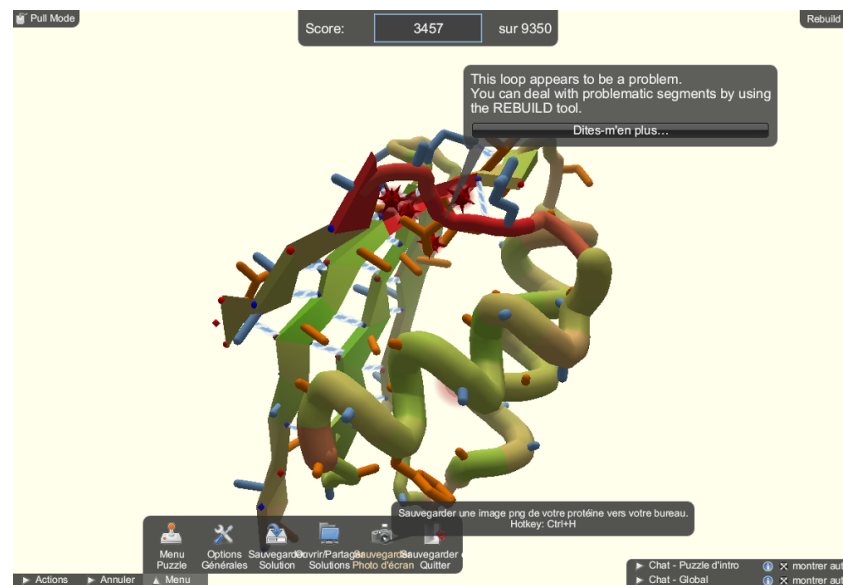 Pull Mode
Score: 3457 sur 9350
Rebuild
This loop appears to be a problem.
You can deal with problematic segments by using
the REBUILD tool.
Dites-m'en plus...
Sauvegarder une image png de votre protéine vers votre bureau.
Hotkey: Ctrl+H
Menu
Puzzle
Options
Générales
Sauvegarder
Solution
Ouvrir/Partager
Solutions
Sauvegarder
Photo d'écran
Sauvegarder
Quitter
Actions
Annuler
Menu
Chat - Puzzle d'intro
montrer aut
Chat - Global
montrer aut